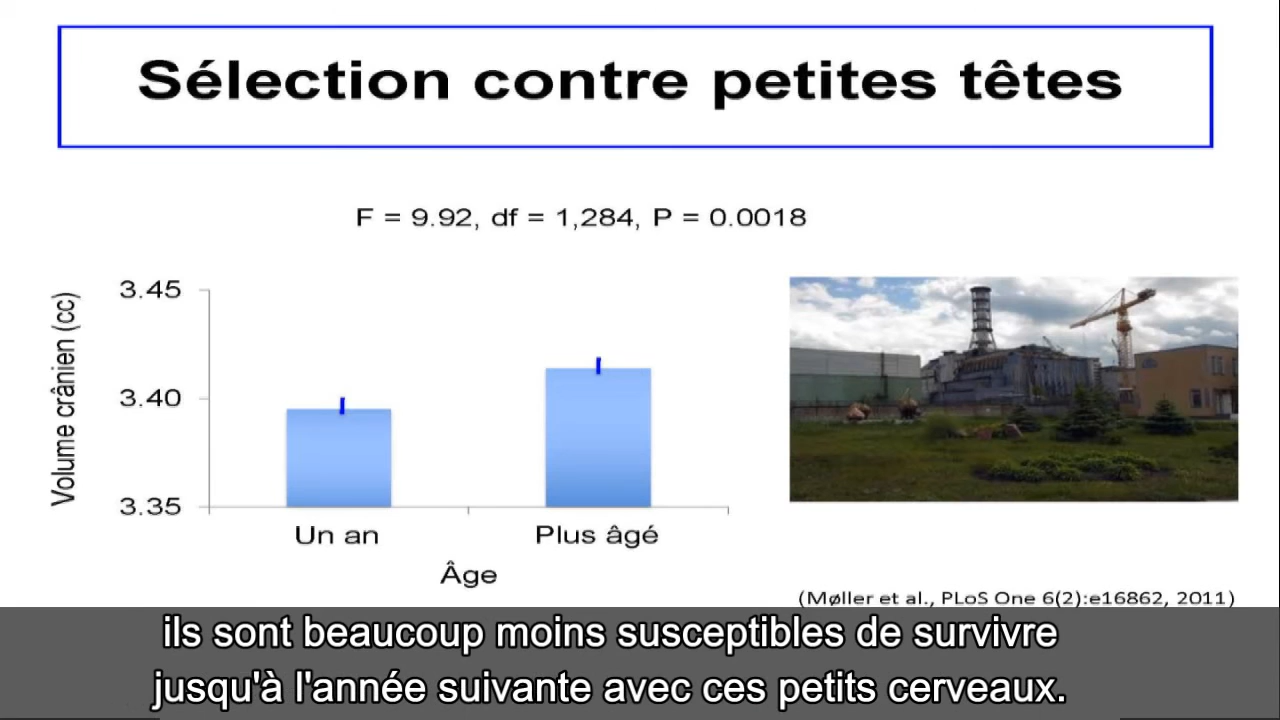 Sélection contre petites têtes
F = 9.92, df = 1,284, P = 0.0018
Volume crânien (cc)
3.45
3.40
3.35
Un an
Plus âgé
Âge
(Møller et al., PLoS One 6(2):e16862, 2011)
ils sont beaucoup moins susceptibles de survivre
jusqu'à l'année suivante avec ces petits cerveaux.